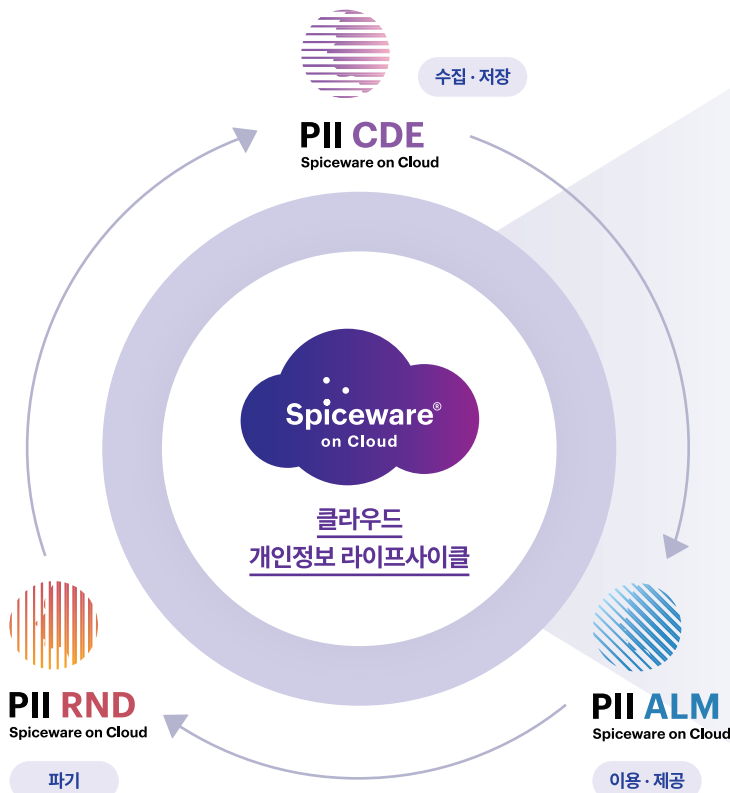 수집 · 저장
PII CDE
Spiceware on Cloud
Spiceware®
on Cloud
클라우드
개인정보 라이프사이클
PII RND
Spiceware on Cloud
파기
PII ALM
Spiceware on Cloud
이용 · 제공